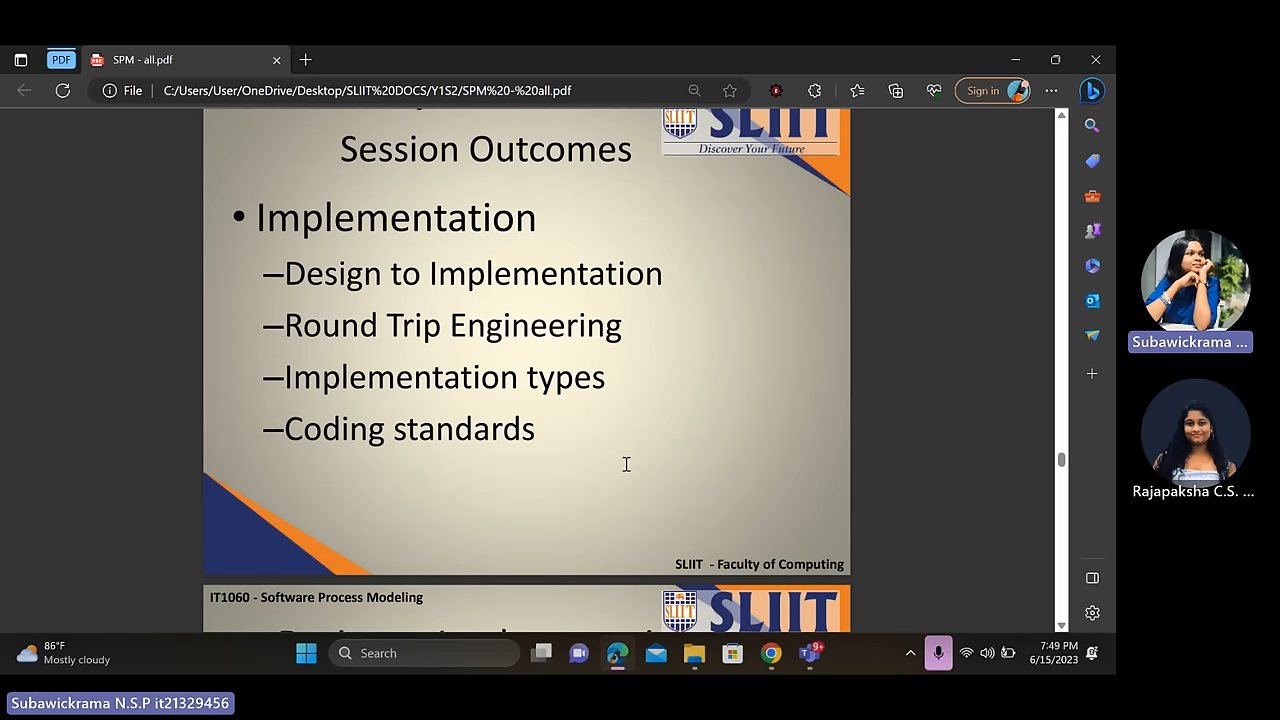 PDF
SPM - all.pdf
File
C:/Users/User/OneDrive/Desktop/SLIIT%20DOCS/Y1S2/SPM%20-%20all.pdf
Sign in
SLIIT
Discover Your Future
Session Outcomes
• Implementation
–Design to Implementation
–Round Trip Engineering
–Implementation types
–Coding standards
SLIIT - Faculty of Computing
IT1060 - Software Process Modeling
SLIIT
Subawickrama ...
Rajapaksha C.S. ...
86°F
Mostly cloudy
Search
9+
7:49 PM
6/15/2023
Subawickrama N.S.P it21329456